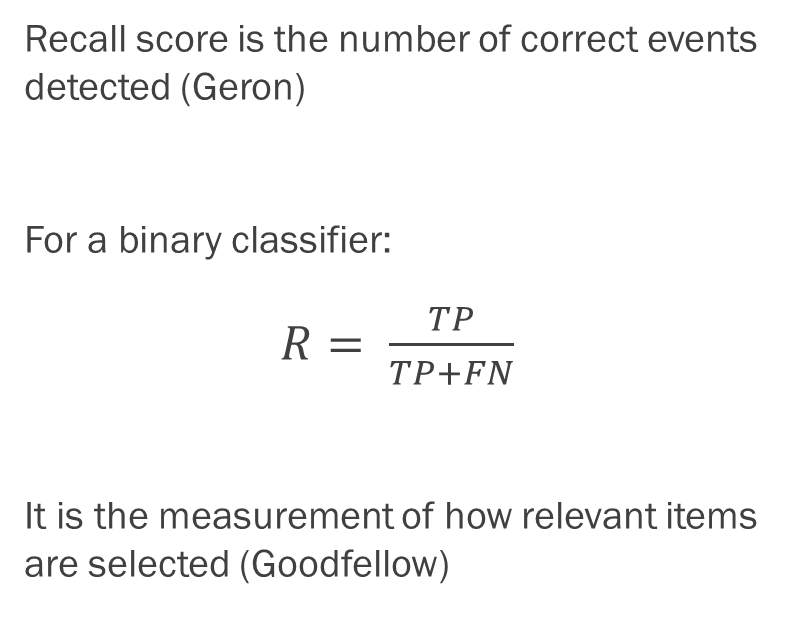 Recall score is the number of correct events
detected (Geron)
For a binary classifier:
R = TP / TP+FN
It is the measurement of how relevant items
are selected (Goodfellow)